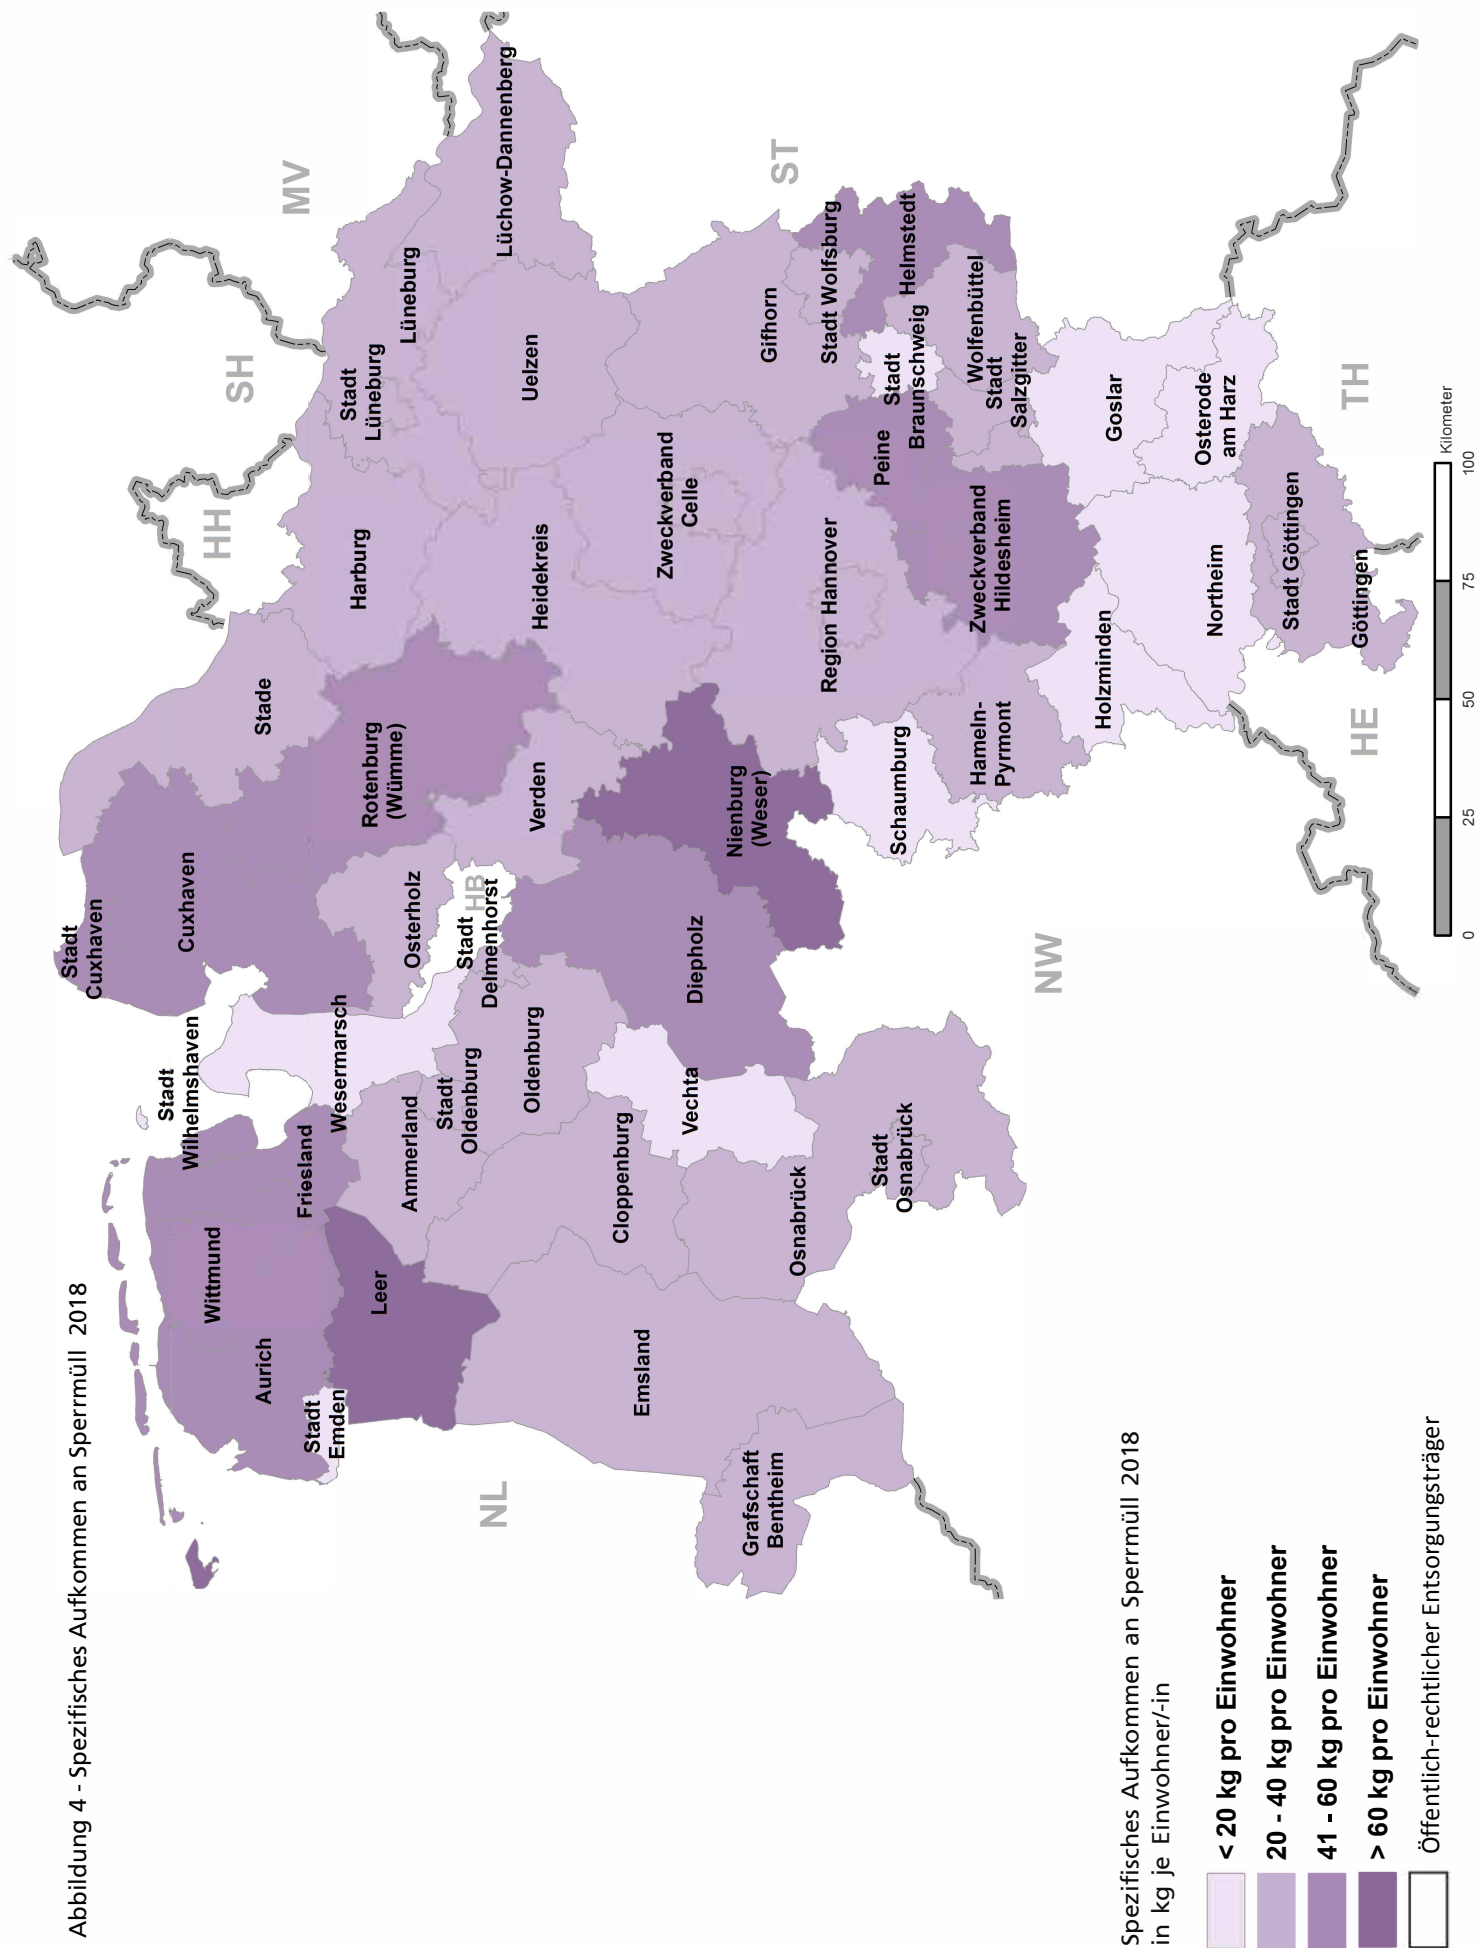 Abbildung 4 - Spezifisches Aufkommen an Sperrmüll 2018
NL
Stadt
Emden
Aurich
Wittmund
Leer
Friesland
Stadt
Wilhelmshaven
Wesermarsch
Ammerland
Stadt
Oldenburg
Oldenburg
Stadt
Delmenhorst
HB
Stadt
Cuxhaven
Cuxhaven
Osterholz
Stade
Rotenburg
(Wümme)
Verden
Harburg
Heidekreis
HH
SH
MV
Stadt
Lüneburg
Lüneburg
Lüchow-Dannenberg
Uelzen
Zweckverband
Celle
Gifhorn
ST
Grafschaft
Bentheim
Emsland
Cloppenburg
Vechta
Osnabrück
Stadt
Osnabrück
Diepholz
Nienburg
(Weser)
Region Hannover
Schaumburg
Hameln-
Pyrmont
Zweckverband
Hildesheim
Peine
Stadt
Braunschweig
Stadt Wolfsburg
Helmstedt
Wolfenbüttel
Stadt
Salzgitter
NW
Holzminden
Northeim
Goslar
Osterode
am Harz
Stadt Göttingen
Göttingen
HE
TH
Spezifisches Aufkommen an Sperrmüll 2018
in kg je Einwohner/-in
< 20 kg pro Einwohner
20 - 40 kg pro Einwohner
41 - 60 kg pro Einwohner
> 60 kg pro Einwohner
Öffentlich-rechtlicher Entsorgungsträger
Kilometer
0 25 50 75 100